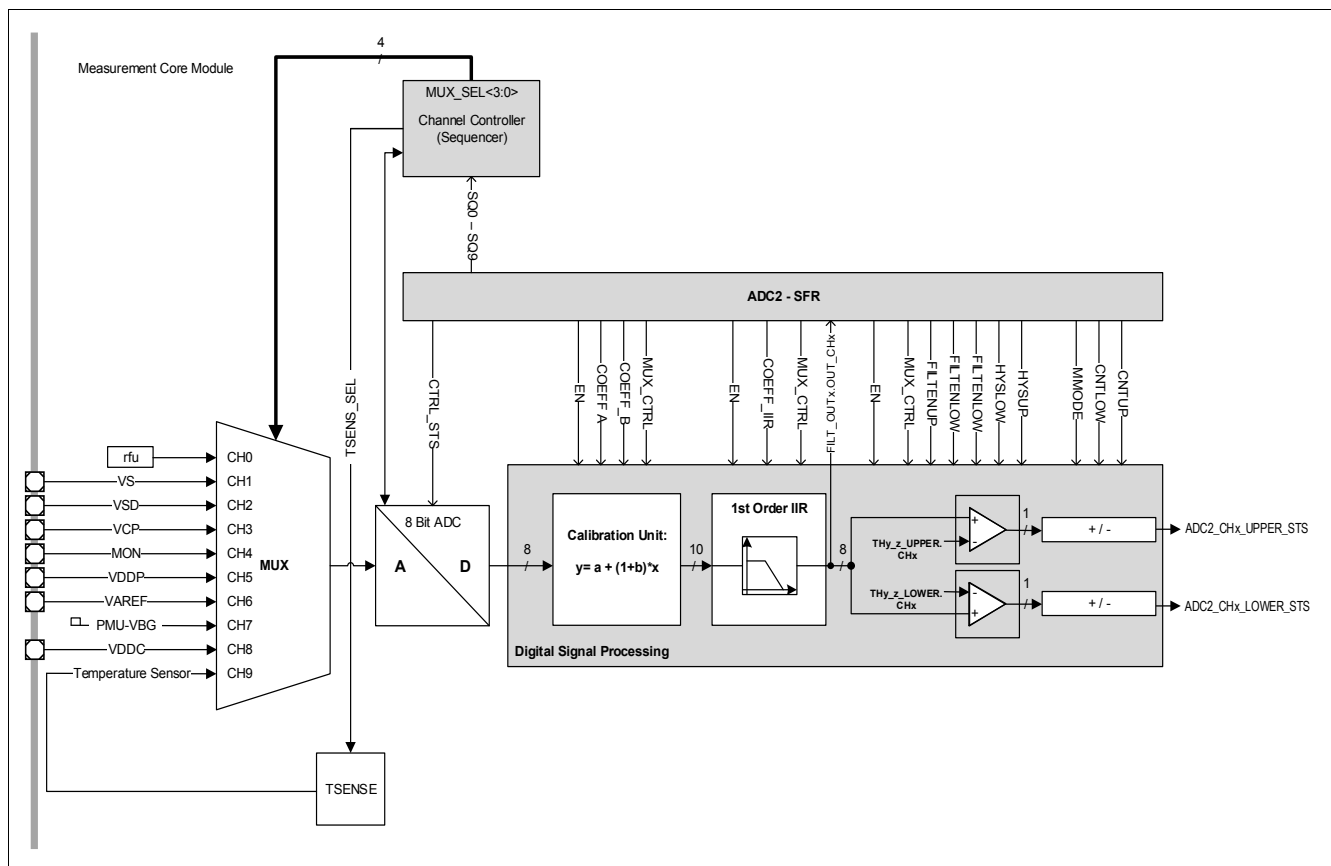 4
Measurement Core Module
MUX_SEL<3:0>
Channel Controller
(Sequencer)
SQ0 – SQ9
ADC2 - SFR
TSENS_SEL
CTRL_STS
EN
COEFF A
COEFF_B
MUX_CTRL
EN
COEFF_IIR
MUX_CTRL
FILT_OUTx.OUT_CHx
EN
MUX_CTRL
FILTENUP
FILTENLOW
FILTENLOW
HYSLOW
HYSUP
MMODE
CNTLOW
CNTUP
rfu
CH0
VS
CH1
VSD
CH2
VCP
CH3
MON
CH4
VDDP
CH5
VAREF
CH6
PMU-VBG
CH7
VDDC
CH8
Temperature Sensor
CH9
MUX
8 Bit ADC
A
D
8
Calibration Unit:
y= a + (1+b)*x
10
1st Order IIR
8
THy_z_UPPER.
CHx
+
-
1
+ / -
ADC2_CHx_UPPER_STS
THy_z_LOWER.
CHx
-
+
1
+ / -
ADC2_CHx_LOWER_STS
Digital Signal Processing
TSENSE